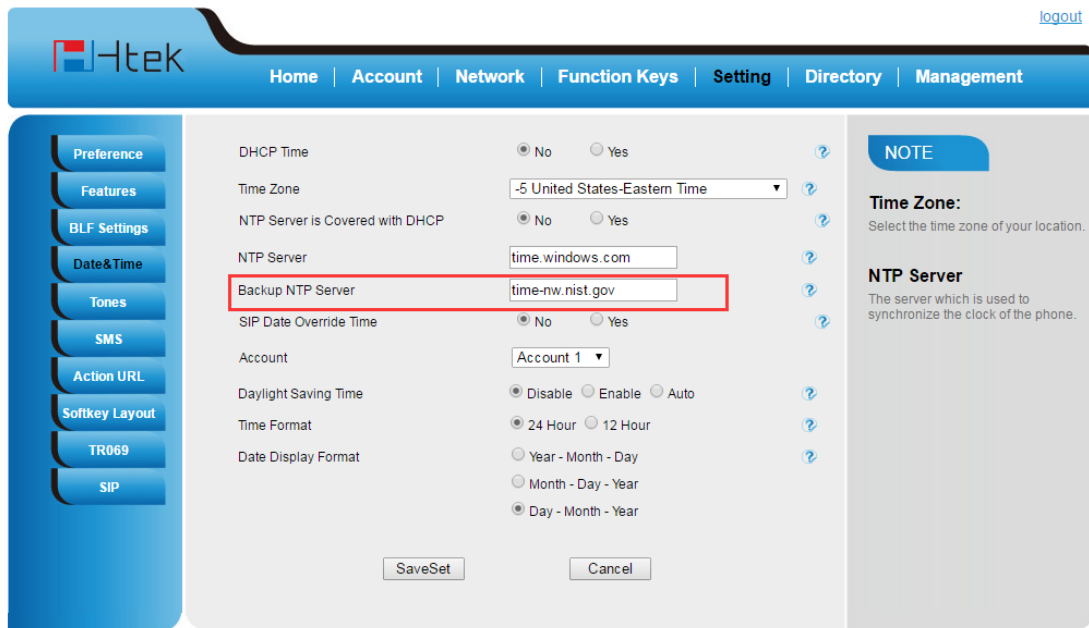 logout
Htek
Home | Account | Network | Function Keys | Setting | Directory | Management
Preference
Features
BLF Settings
Date&Time
Tones
SMS
Action URL
Softkey Layout
TR069
SIP
DHCP Time No Yes
Time Zone -5 United States-Eastern Time
NTP Server is Covered with DHCP No Yes
NTP Server time.windows.com
Backup NTP Server time-nw.nist.gov
SIP Date Override Time No Yes
Account Account 1
Daylight Saving Time Disable Enable Auto
Time Format 24 Hour 12 Hour
Date Display Format Year - Month - Day
Month - Day - Year
Day - Month - Year
SaveSet Cancel
NOTE
Time Zone:
Select the time zone of your location.
NTP Server
The server which is used to
synchronize the clock of the phone.